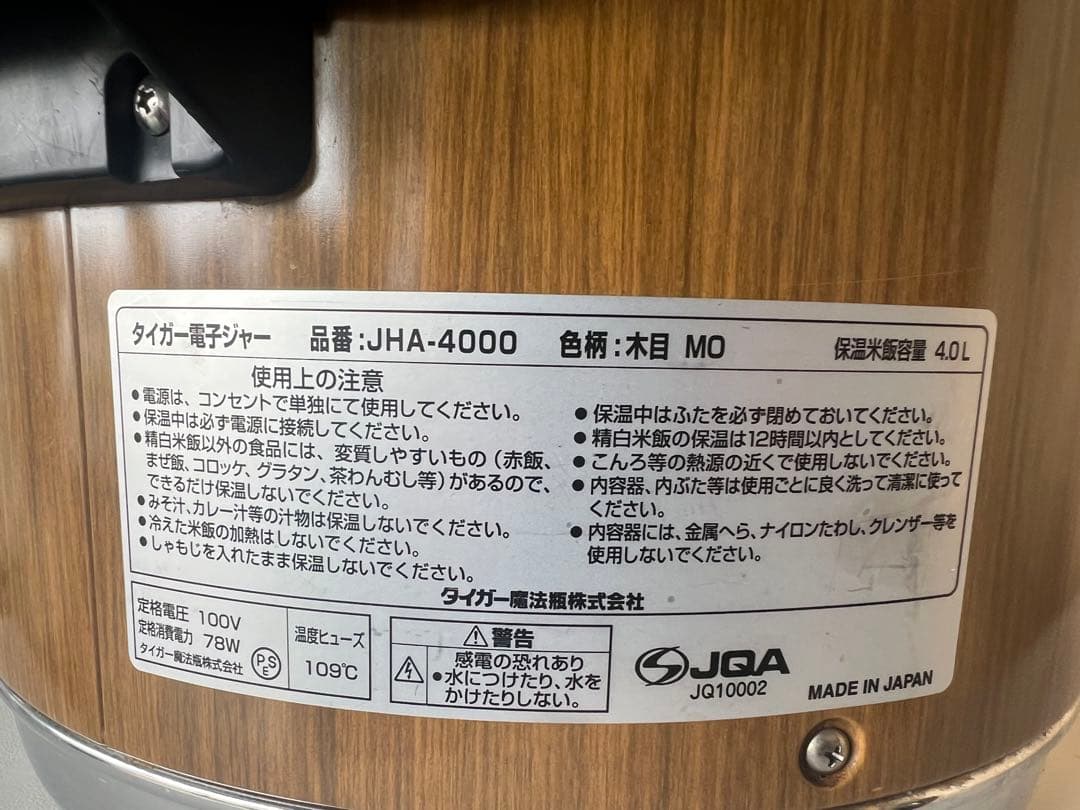 タイガー電子ジャー 品番:JHA-4000 色柄:木目 MO 保温米飯容量 4.0L
使用上の注意
●電源は、コンセントで単独にて使用してください。
●保温中は必ず電源に接続してください。
●精白米飯以外の食品には、変質しやすいもの(赤飯、
まぜ飯、コロッケ、グラタン、茶わんむし等)があるので、
できるだけ保温しないでください。
●みそ汁、カレー汁等の汁物は保温しないでください。
●冷えた米飯の加熱はしないでください。
●しゃもじを入れたまま保温しないでください。
●保温中はふたを必ず閉めておいてください。
●精白米飯の保温は12時間以内としてください。
●こんろ等の熱源の近くで使用しないでください。
●内容器、内ぶた等は使用ごとに良く洗って清潔に使って
ください。
●内容器には、金属へら、ナイロンたわし、クレンザー等を
使用しないでください。
タイガー魔法瓶株式会社
定格電圧 100V
定格消費電力 78W
タイガー魔法瓶株式会社
PSE
温度ヒューズ
109℃
⚠警告
感電の恐れあり
●水につけたり、水を
かけたりしない。
JQA
JQ10002
MADE IN JAPAN